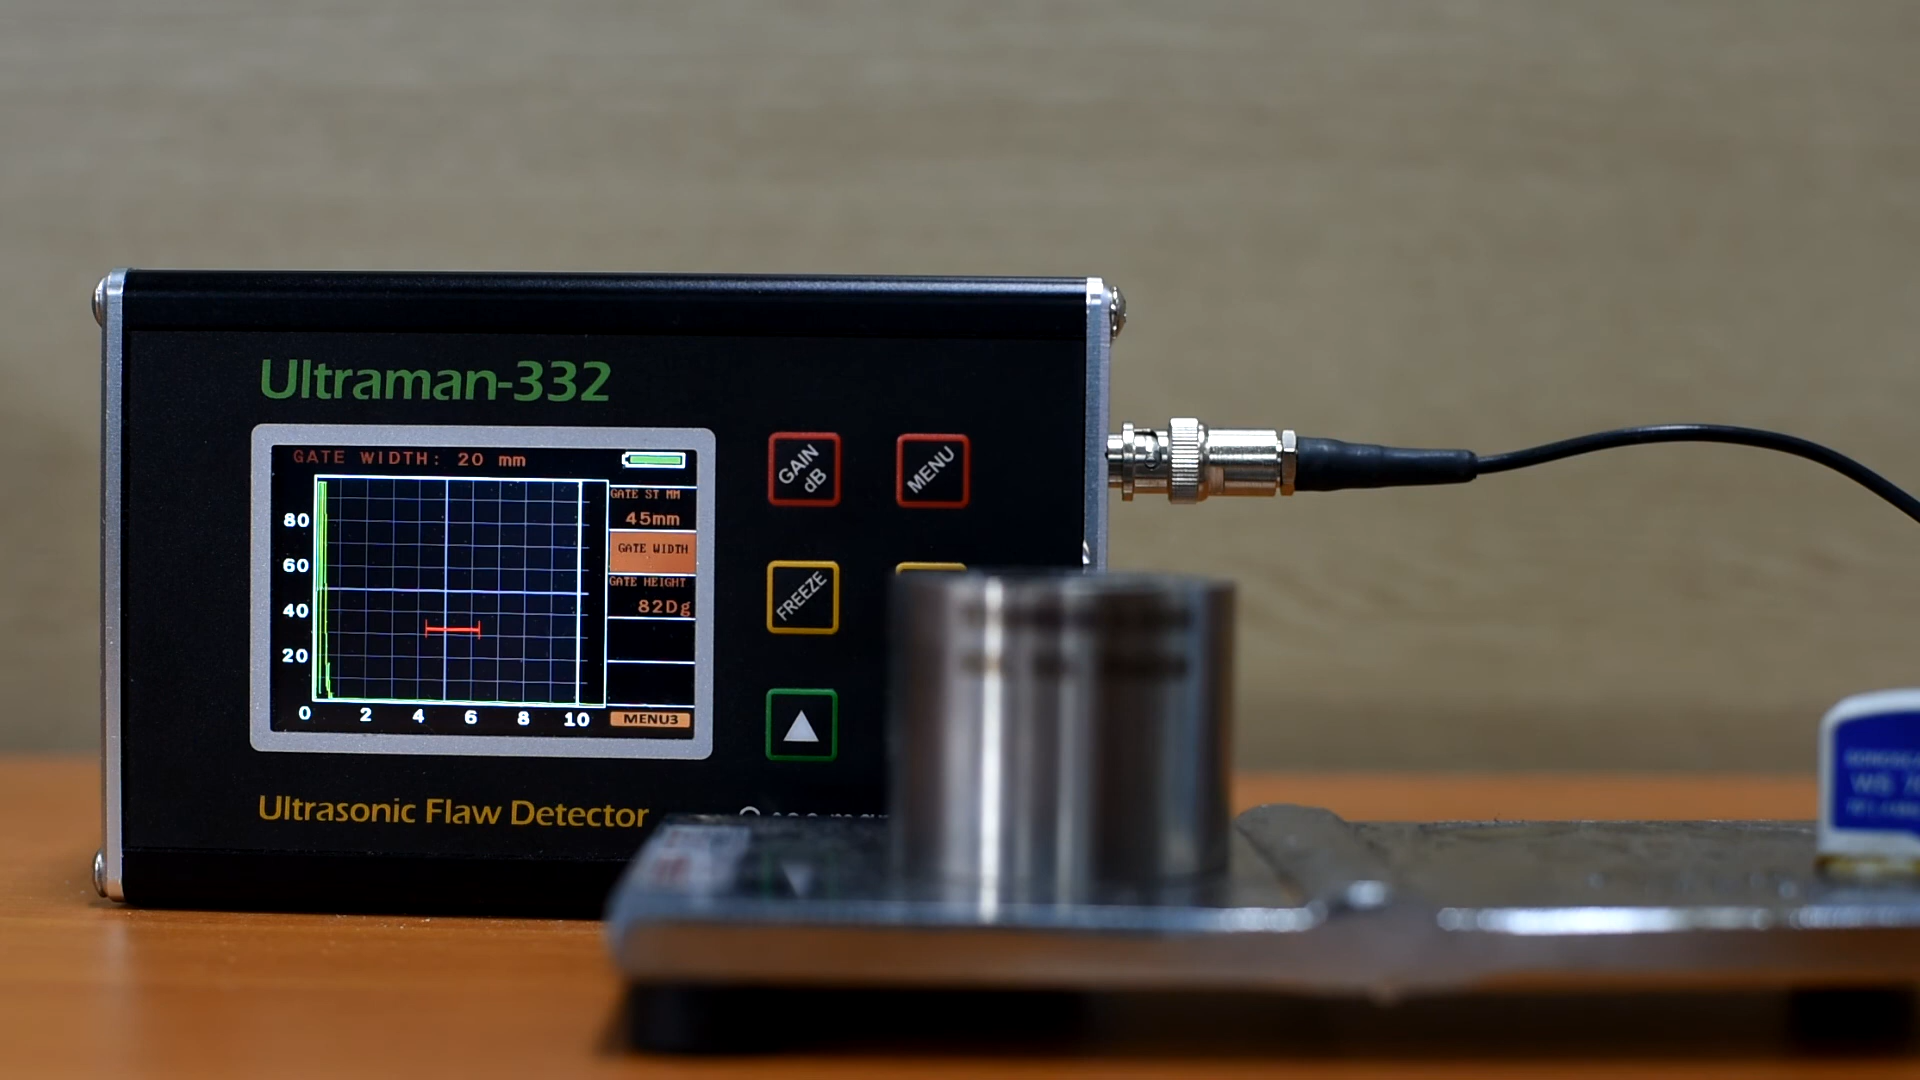 Ultraman-332
GATE WIDTH: 20 mm
GATE ST MM
45mm
GATE WIDTH
GATE HEIGHT
82Dg
MENU3
80
60
40
20
0 2 4 6 8 10
GAIN
dB
MENU
FREEZE
Ultrasonic Flaw Detector